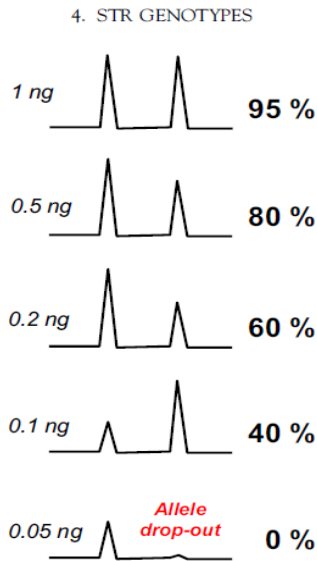 4. STR GENOTYPES
1 ng
95 %
0.5 ng
80 %
0.2 ng
60 %
0.1 ng
40 %
Allele
drop-out
0.05 ng
0 %